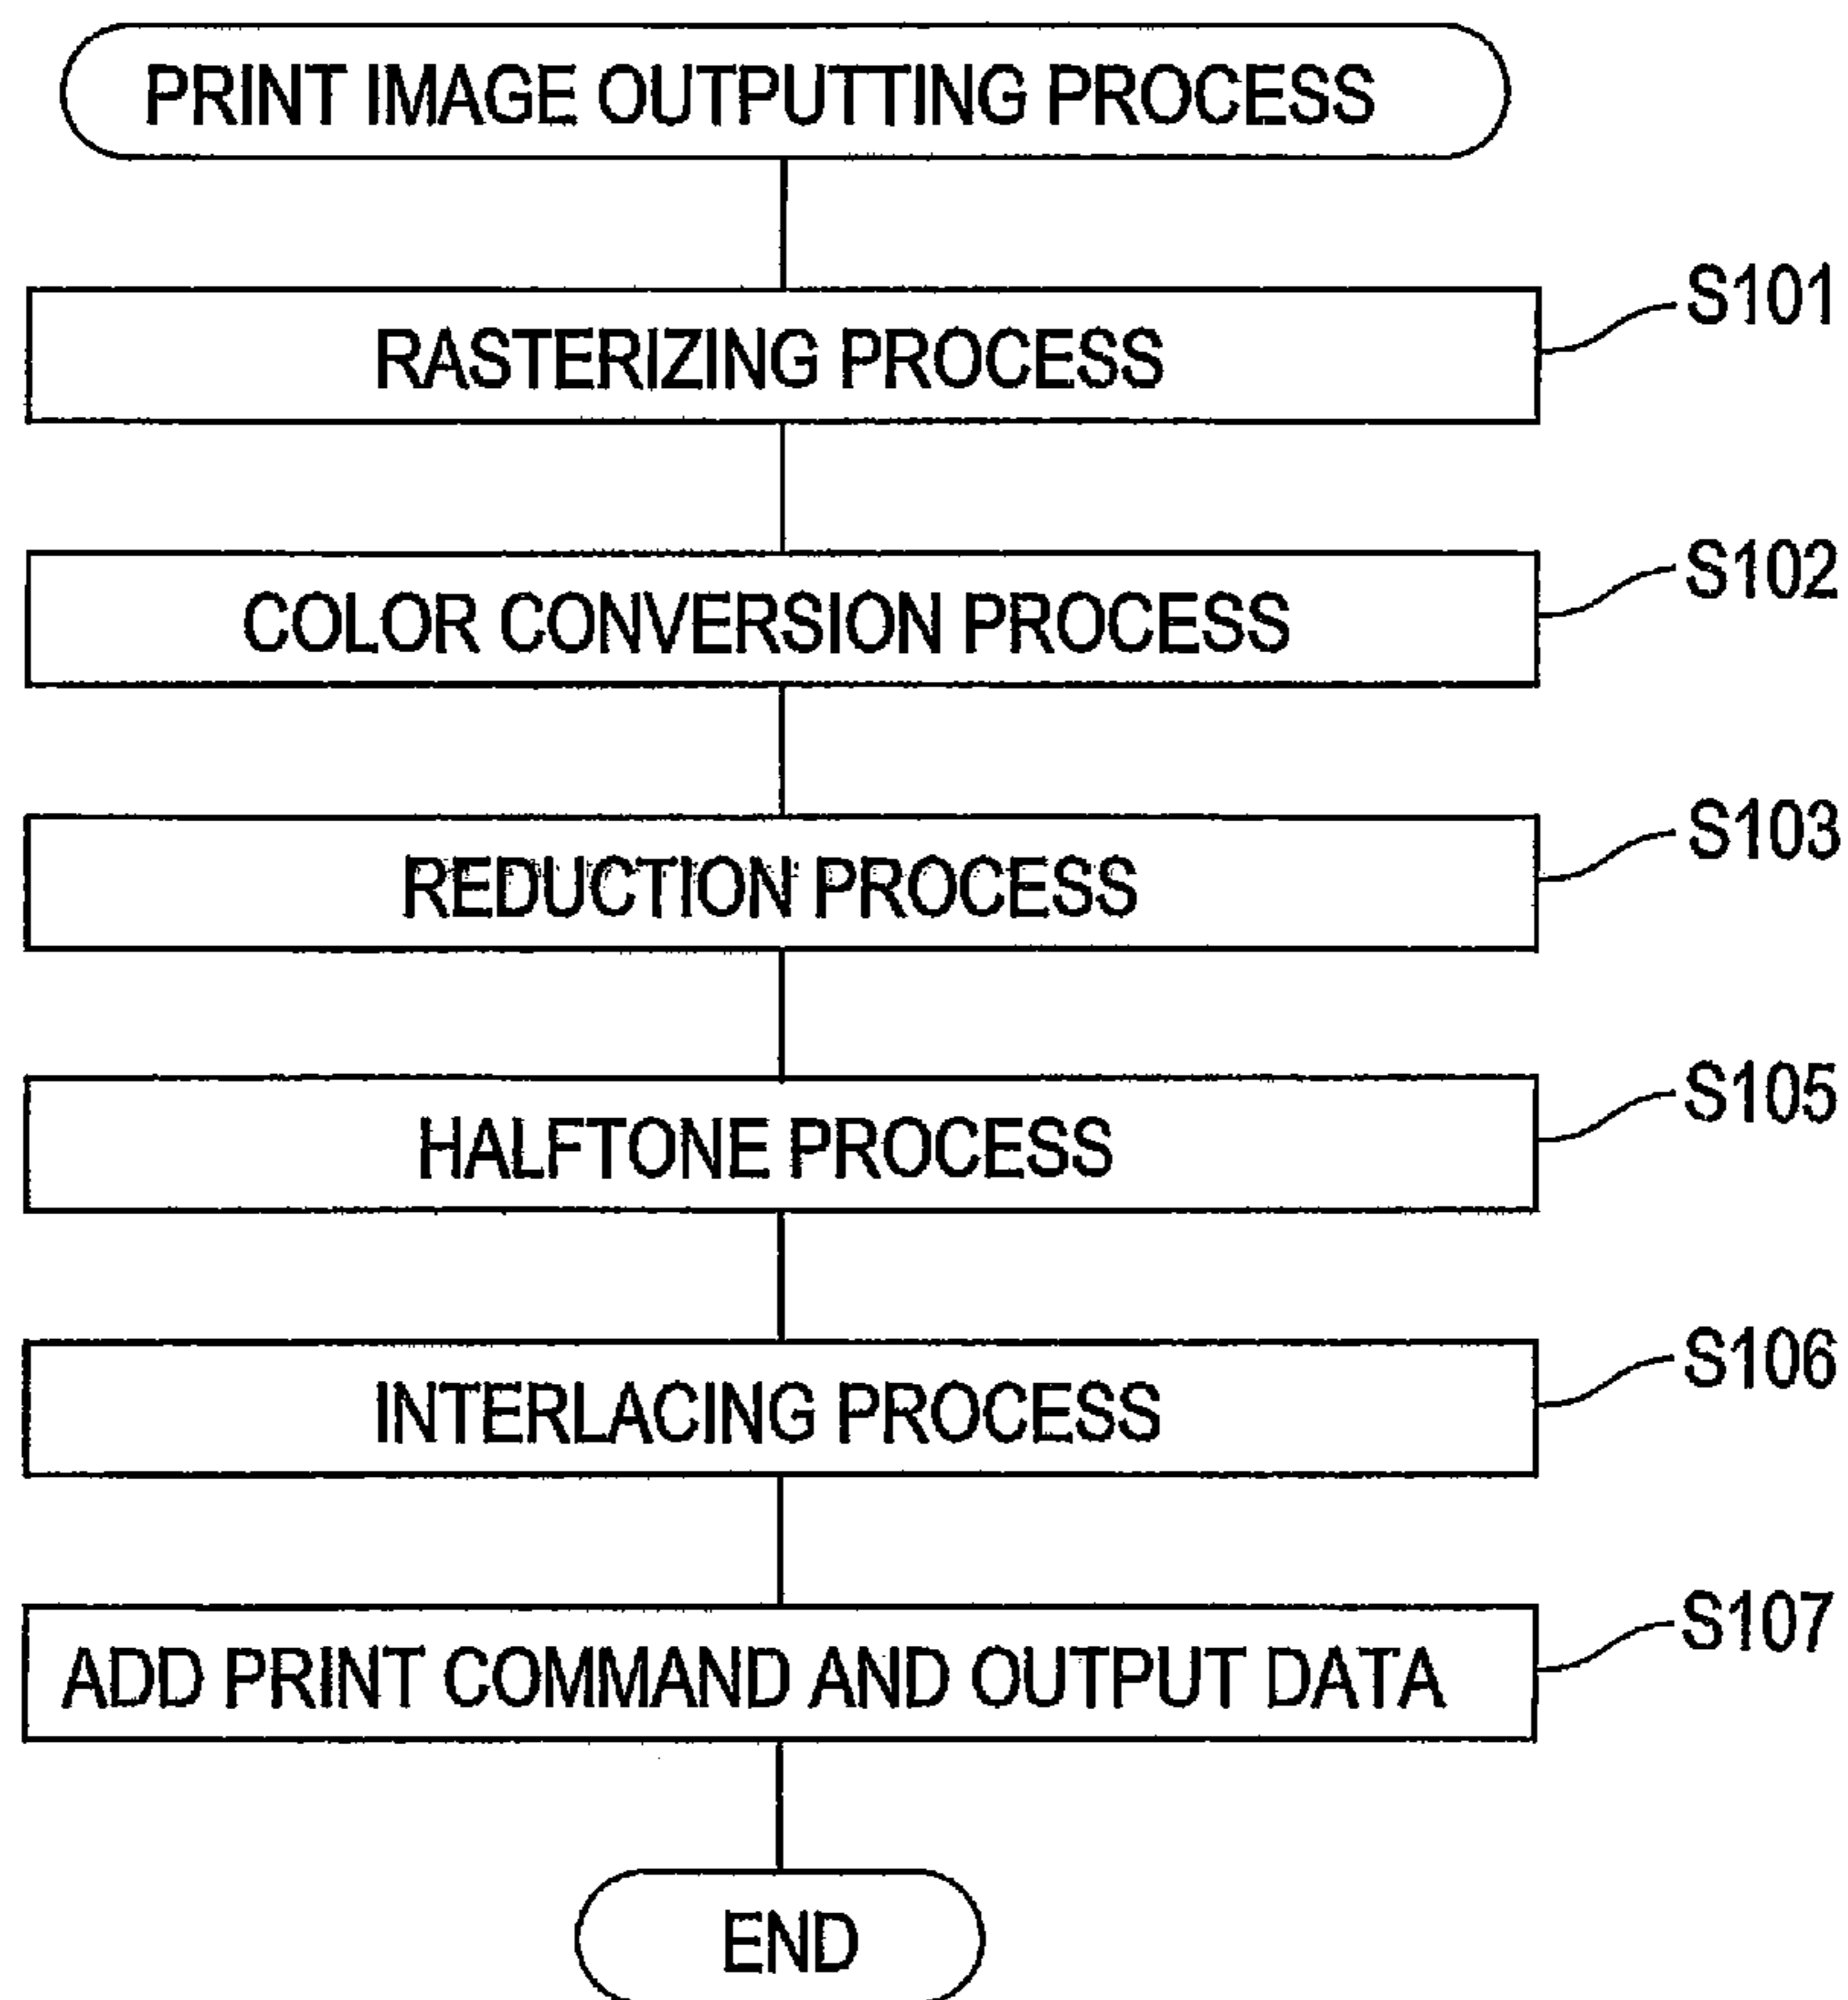 PRINT IMAGE OUTPUTTING PROCESS
RASTERIZING PROCESS
S101
COLOR CONVERSION PROCESS
S102
REDUCTION PROCESS
S103
HALFTONE PROCESS
S105
INTERLACING PROCESS
S106
ADD PRINT COMMAND AND OUTPUT DATA
S107
END